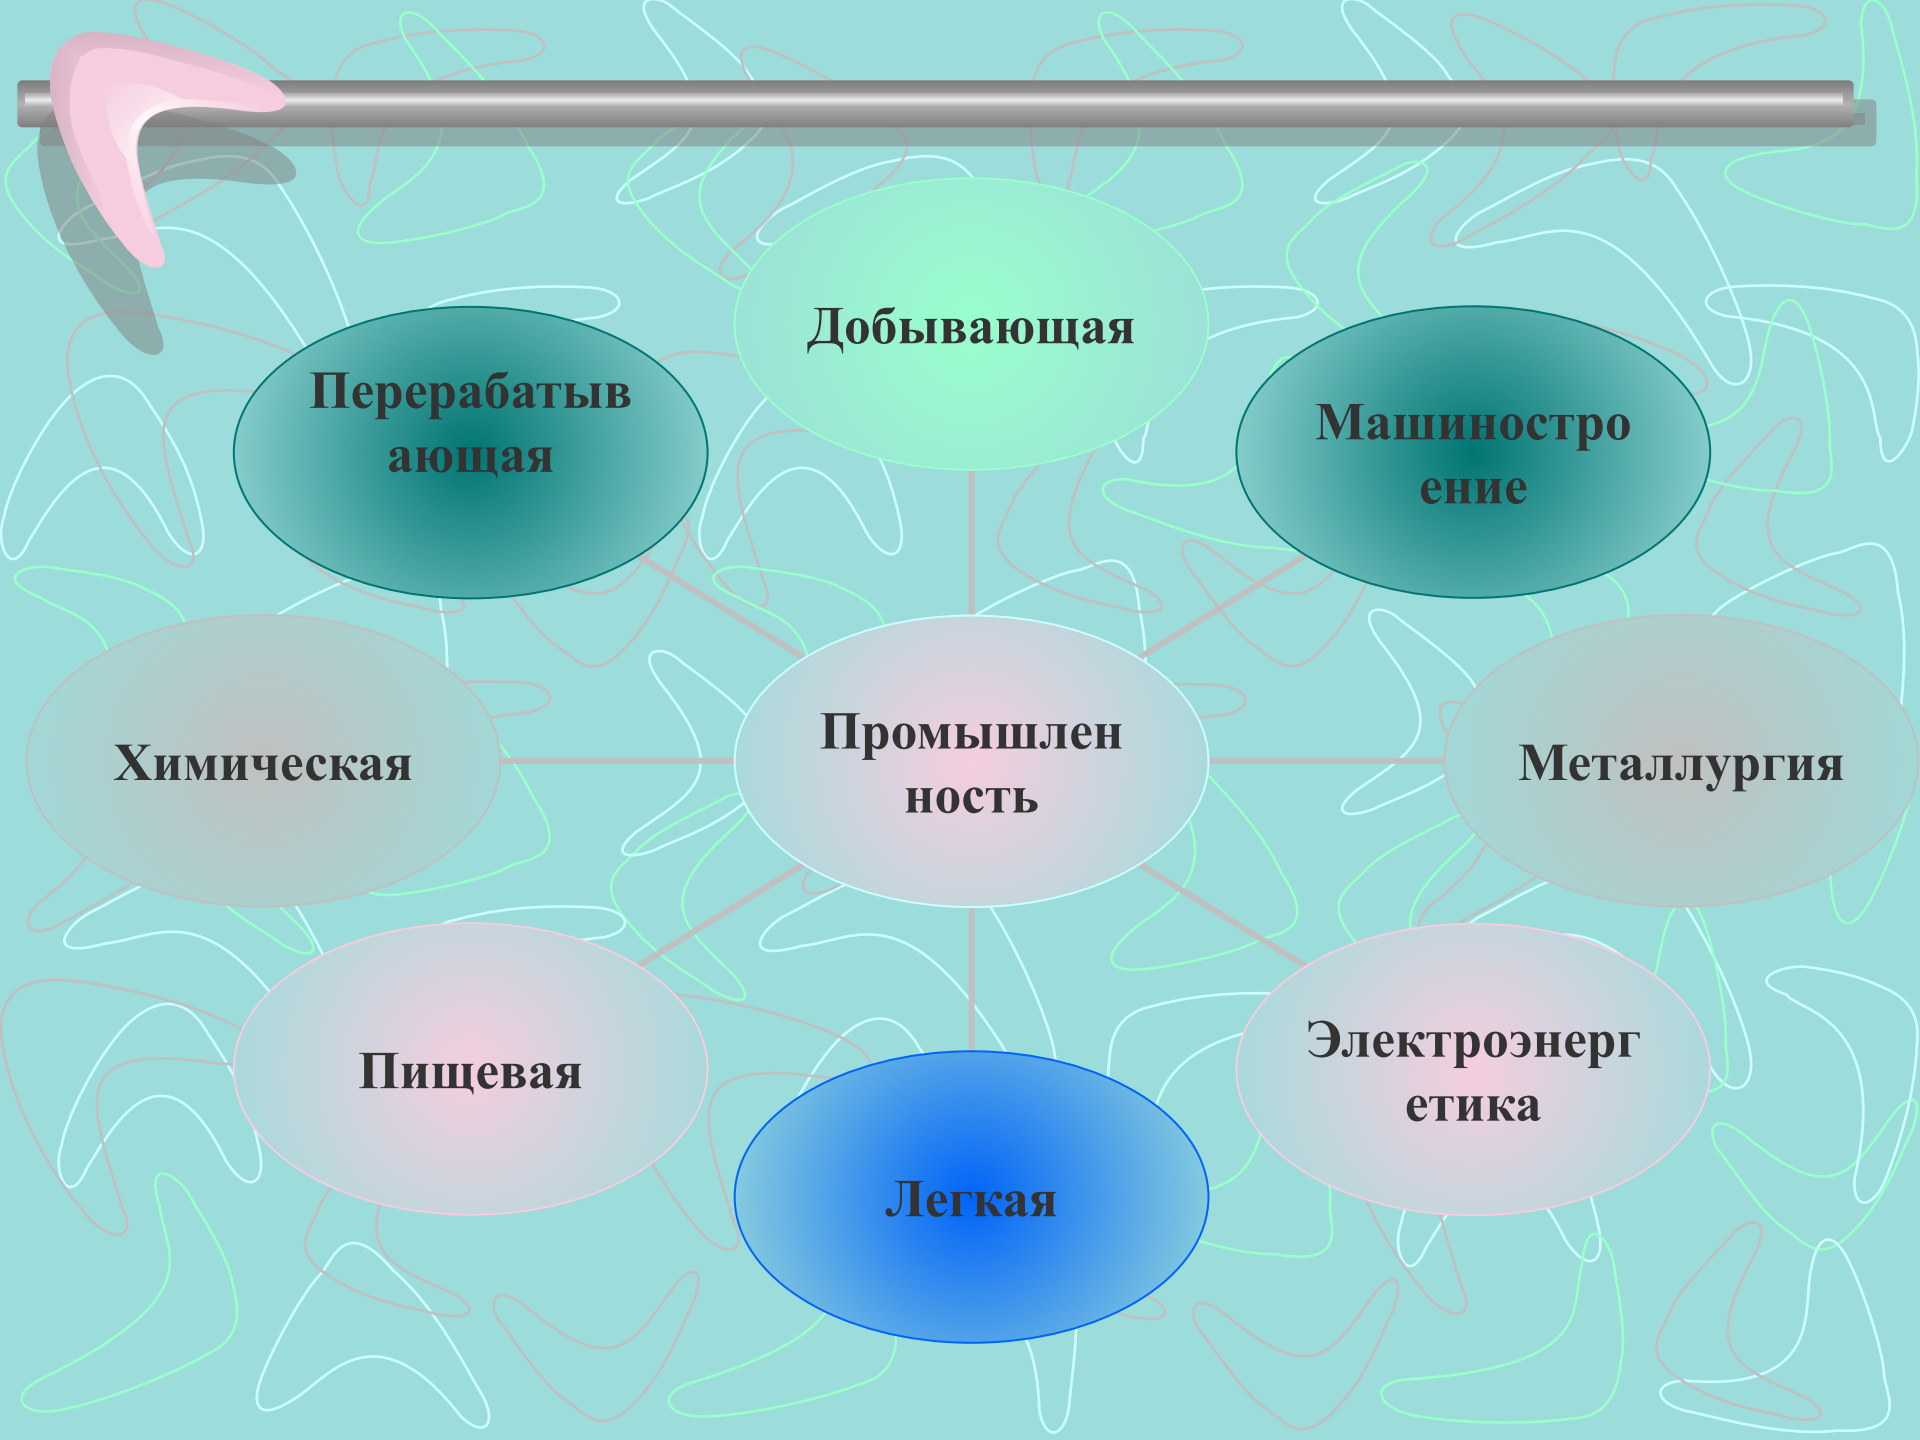 Добывающая
Перерабатыв
ающая
Машиностро
ение
Химическая
Промышлен
ность
Металлургия
Пищевая
Электроэнерг
етика
Легкая